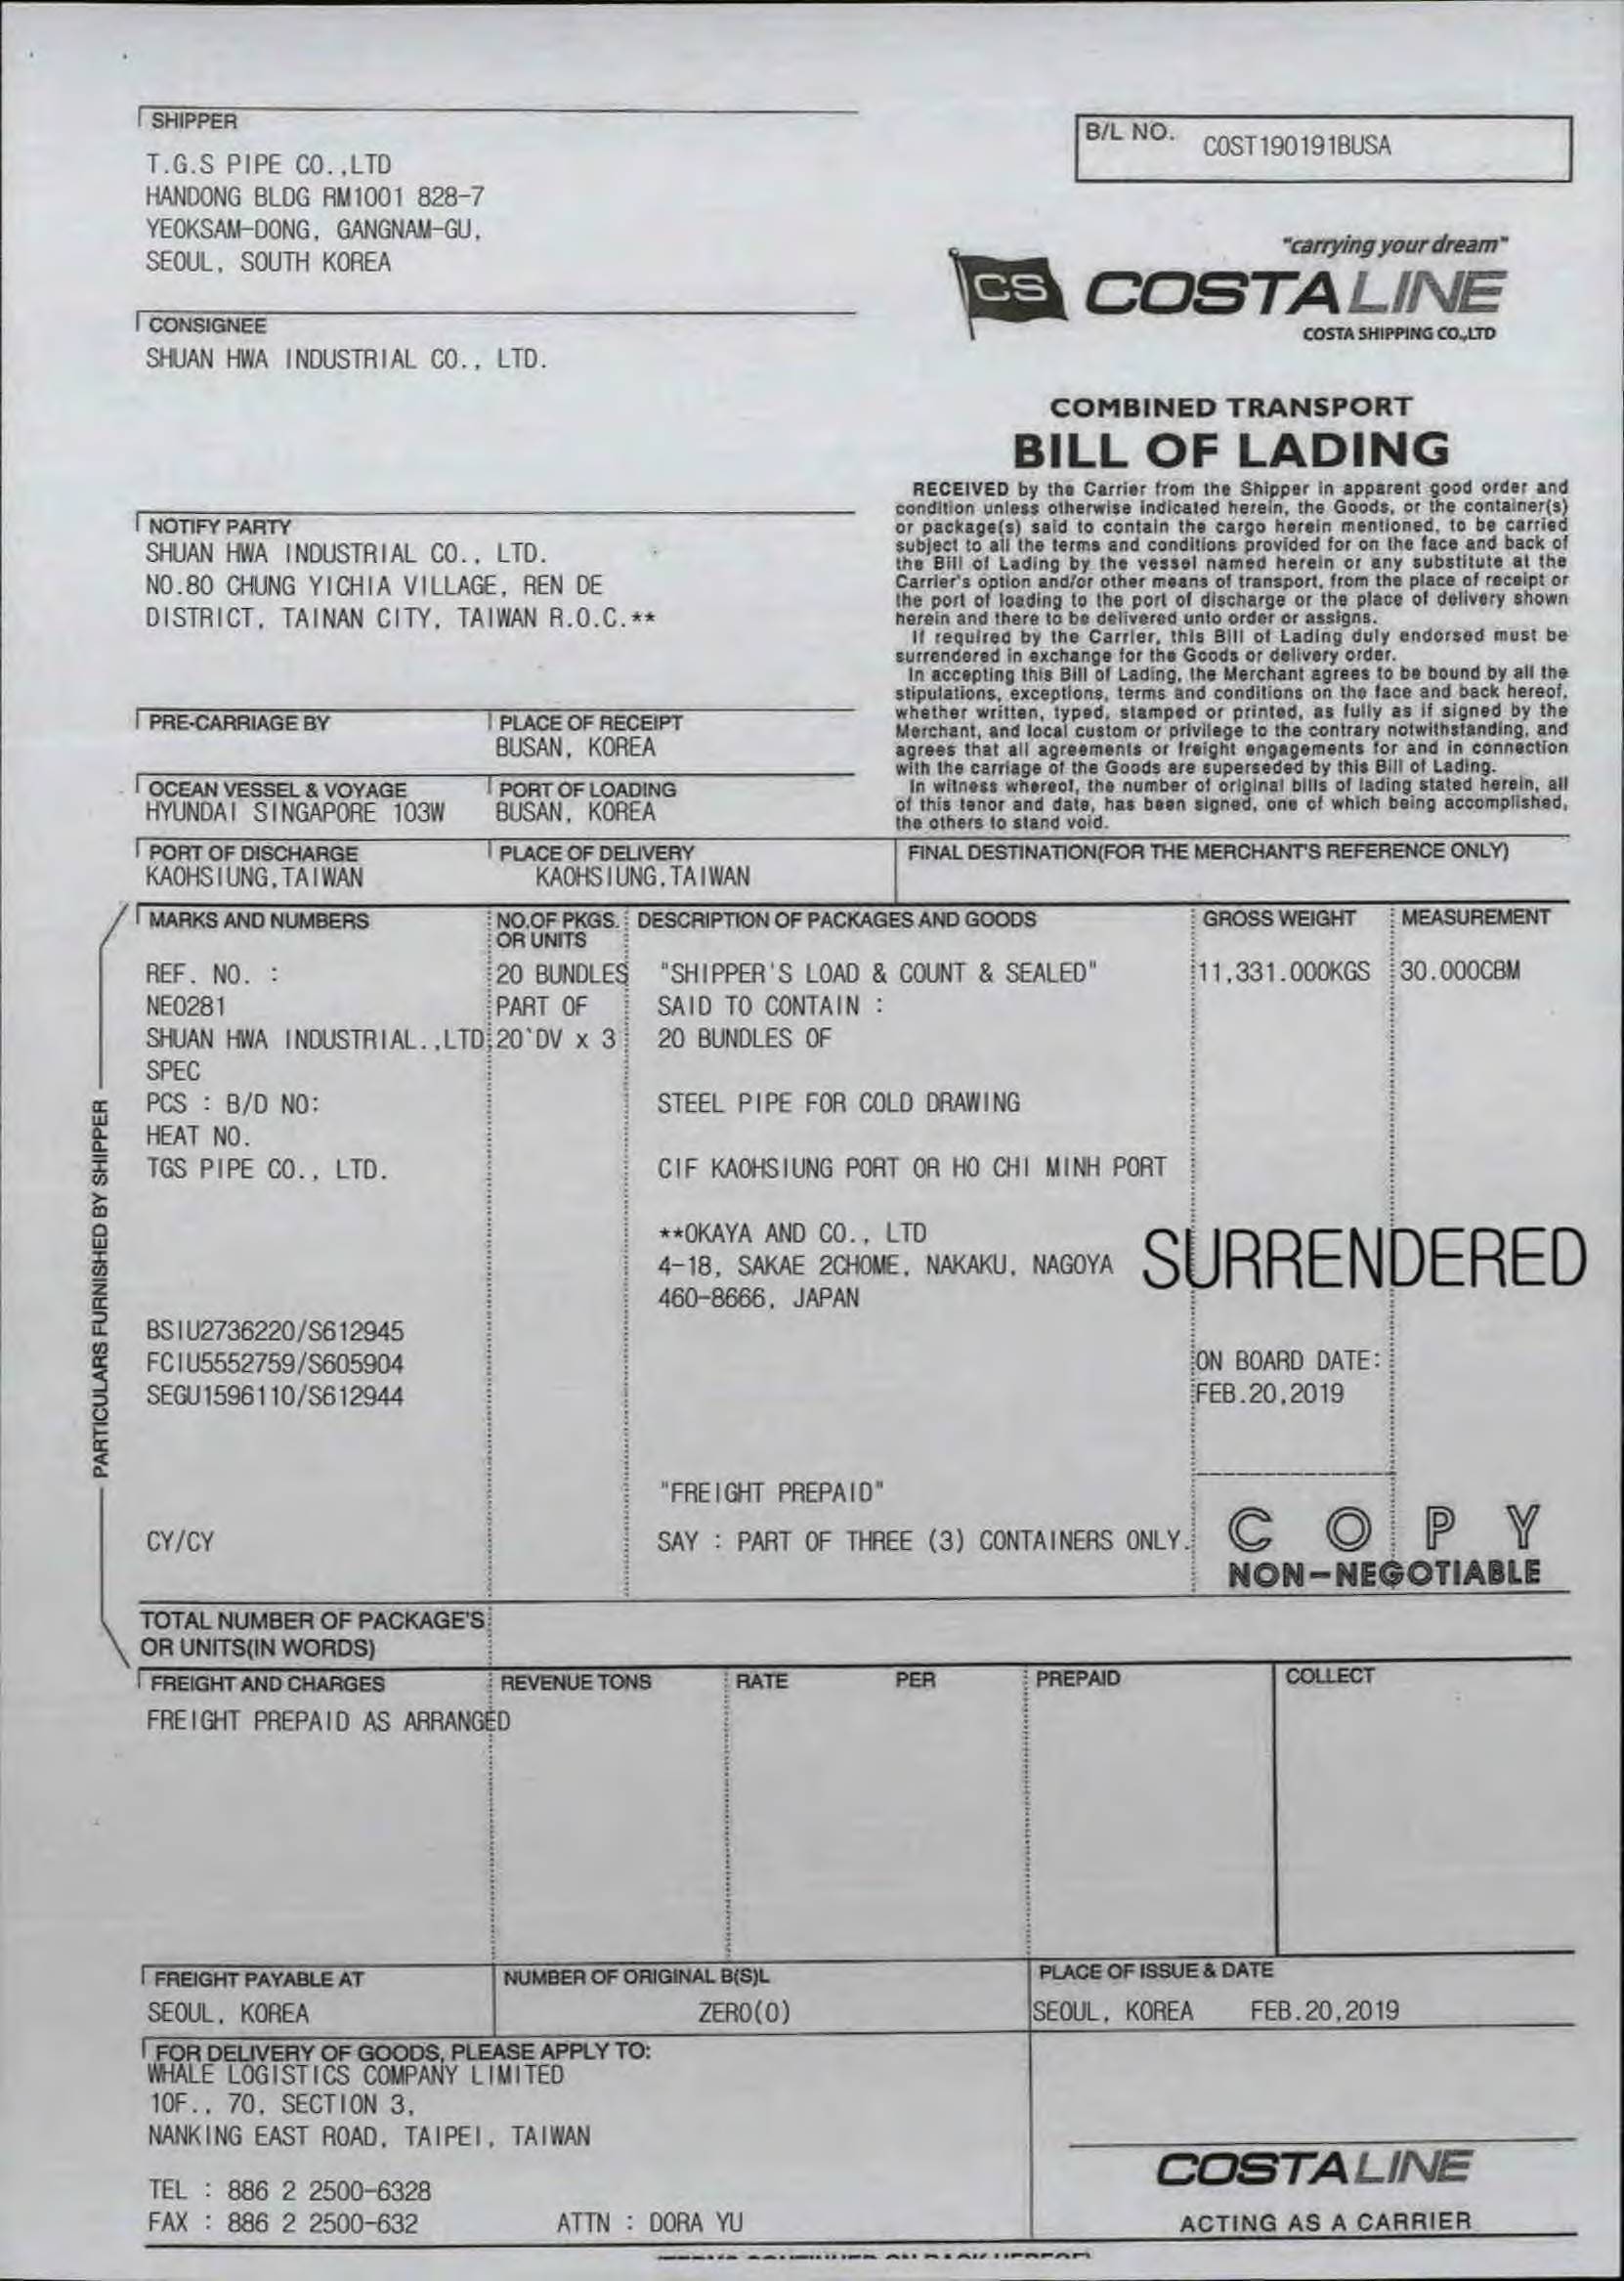 SHIPPER
T.G.S PIPE CO.,LTD
HANDONG BLDG RM1001 828-7
YEOKSAM-DONG, GANGNAM-GU,
SEOUL, SOUTH KOREA
B/L NO. COST190191BUSA
"carrying your dream"
CS COSTALINE
COSTA SHIPPING CO.,LTD
CONSIGNEE
SHUAN HWA INDUSTRIAL CO., LTD.
COMBINED TRANSPORT
BILL OF LADING
RECEIVED by the Carrier from the Shipper in apparent good order and
condition unless otherwise indicated herein, the Goods, or the container(s)
or package(s) said to contain the cargo herein mentioned, to be carried
subject to all the terms and conditions provided for on the face and back of
the Bill of Lading by the vessel named herein or any substitute at the
Carrier's option and/or other means of transport, from the place of receipt or
the port of loading to the port of discharge or the place of delivery shown
herein and there to be delivered unto order or assigns.
If required by the Carrier, this Bill of Lading duly endorsed must be
surrendered in exchange for the Goods or delivery order.
In accepting this Bill of Lading, the Merchant agrees to be bound by all the
stipulations, exceptions, terms and conditions on the face and back hereof,
whether written, typed, stamped or printed, as fully as if signed by the
Merchant, and local custom or privilege to the contrary notwithstanding, and
agrees that all agreements or freight engagements for and in connection
with the carriage of the Goods are superseded by this Bill of Lading.
In witness whereof, the number of original bills of lading stated herein, all
of this tenor and date, has been signed, one of which being accomplished,
the others to stand void.
NOTIFY PARTY
SHUAN HWA INDUSTRIAL CO., LTD.
NO.80 CHUNG YICHIA VILLAGE, REN DE
DISTRICT, TAINAN CITY, TAIWAN R.O.C.**
PRE-CARRIAGE BY
PLACE OF RECEIPT
BUSAN, KOREA
OCEAN VESSEL & VOYAGE
HYUNDAI SINGAPORE 103W
PORT OF LOADING
BUSAN, KOREA
PORT OF DISCHARGE
KAOHSIUNG,TAIWAN
PLACE OF DELIVERY
KAOHSIUNG,TAIWAN
FINAL DESTINATION(FOR THE MERCHANT'S REFERENCE ONLY)
PARTICULARS FURNISHED BY SHIPPER
MARKS AND NUMBERS
NO.OF PKGS.
OR UNITS
DESCRIPTION OF PACKAGES AND GOODS
GROSS WEIGHT
MEASUREMENT
REF. NO. : 20 BUNDLES "SHIPPER'S LOAD & COUNT & SEALED" 11,331.000KGS 30.000CBM
NE0281 PART OF SAID TO CONTAIN :
SHUAN HWA INDUSTRIAL.,LTD 20'DV x 3 20 BUNDLES OF
SPEC
PCS : B/D NO: STEEL PIPE FOR COLD DRAWING
HEAT NO.
TGS PIPE CO., LTD. CIF KAOHSIUNG PORT OR HO CHI MINH PORT
**OKAYA AND CO., LTD
4-18, SAKAE 2CHOME, NAKAKU, NAGOYA
460-8666, JAPAN
SURRENDERED
BSIU2736220/S612945
FCIU5552759/S605904
SEGU1596110/S612944
ON BOARD DATE:
FEB.20,2019
"FREIGHT PREPAID"
CY/CY SAY : PART OF THREE (3) CONTAINERS ONLY.
COPY
NON-NEGOTIABLE
TOTAL NUMBER OF PACKAGE'S
OR UNITS(IN WORDS)
FREIGHT AND CHARGES REVENUE TONS RATE PER PREPAID COLLECT
FREIGHT PREPAID AS ARRANGED
FREIGHT PAYABLE AT
SEOUL, KOREA
NUMBER OF ORIGINAL B(S)L
ZERO(0)
PLACE OF ISSUE & DATE
SEOUL, KOREA FEB.20,2019
FOR DELIVERY OF GOODS, PLEASE APPLY TO:
WHALE LOGISTICS COMPANY LIMITED
10F., 70, SECTION 3,
NANKING EAST ROAD, TAIPEI, TAIWAN
TEL : 886 2 2500-6328
FAX : 886 2 2500-632 ATTN : DORA YU
COSTALINE
ACTING AS A CARRIER